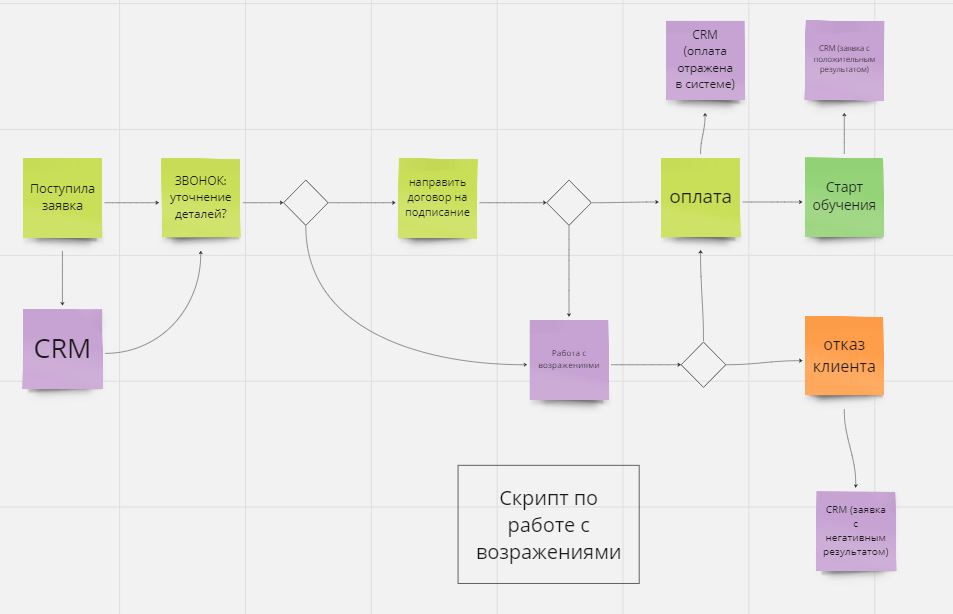 CRM
(оплата
отражена
в системе)
CRM (заявка с
положительным
результатом)
Поступила
заявка
ЗВОНОК:
уточнение
деталей?
направить
договор на
подписание
оплата
Старт
обучения
CRM
Работа с
возражениями
отказ
клиента
Скрипт по
работе с
возражениями
CRM (заявка
с
негативным
результатом)